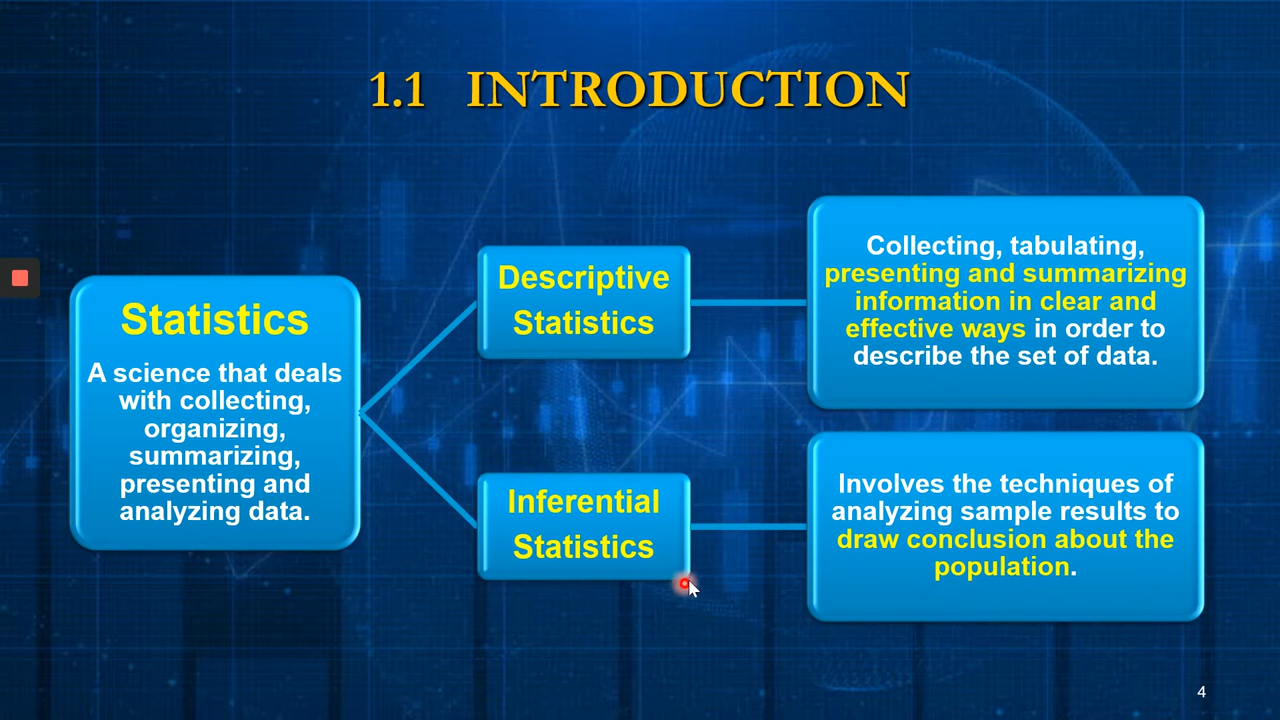 1.1 INTRODUCTION
Statistics
A science that deals
with collecting,
organizing,
summarizing,
presenting and
analyzing data.
Descriptive
Statistics
Collecting, tabulating,
presenting and summarizing
information in clear and
effective ways in order to
describe the set of data.
Inferential
Statistics
Involves the techniques of
analyzing sample results to
draw conclusion about the
population.
4